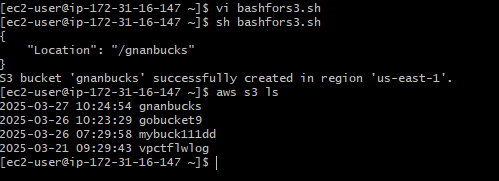 [ec2-user@ip-172-31-16-147 ~]$ vi bashfors3.sh
[ec2-user@ip-172-31-16-147 ~]$ sh bashfors3.sh
{
    "Location": "/gnanbucks"
}
S3 bucket 'gnanbucks' successfully created in region 'us-east-1'.
[ec2-user@ip-172-31-16-147 ~]$ aws s3 ls
2025-03-27 10:24:54 gnanbucks
2025-03-26 10:23:29 gobucket9
2025-03-26 07:29:58 mybuck111dd
2025-03-21 09:29:43 vpctflwlog
[ec2-user@ip-172-31-16-147 ~]$